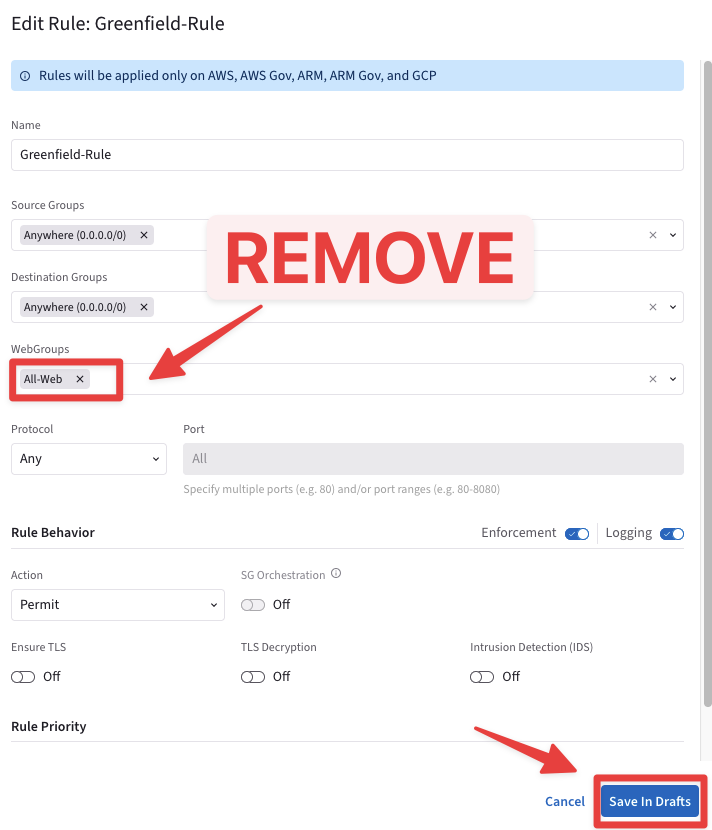 Edit Rule: Greenfield-Rule
Rules will be applied only on AWS, AWS Gov, ARM, ARM Gov, and GCP
Name
Greenfield-Rule
Source Groups
Anywhere (0.0.0.0/0)
REMOVE
Destination Groups
Anywhere (0.0.0.0/0)
WebGroups
All-Web
Protocol Port
Any All
Specify multiple ports (e.g. 80) and/or port ranges (e.g. 80-8080)
Rule Behavior Enforcement Logging
Action SG Orchestration
Permit Off
Ensure TLS TLS Decryption Intrusion Detection (IDS)
Off Off Off
Rule Priority
Cancel Save In Drafts